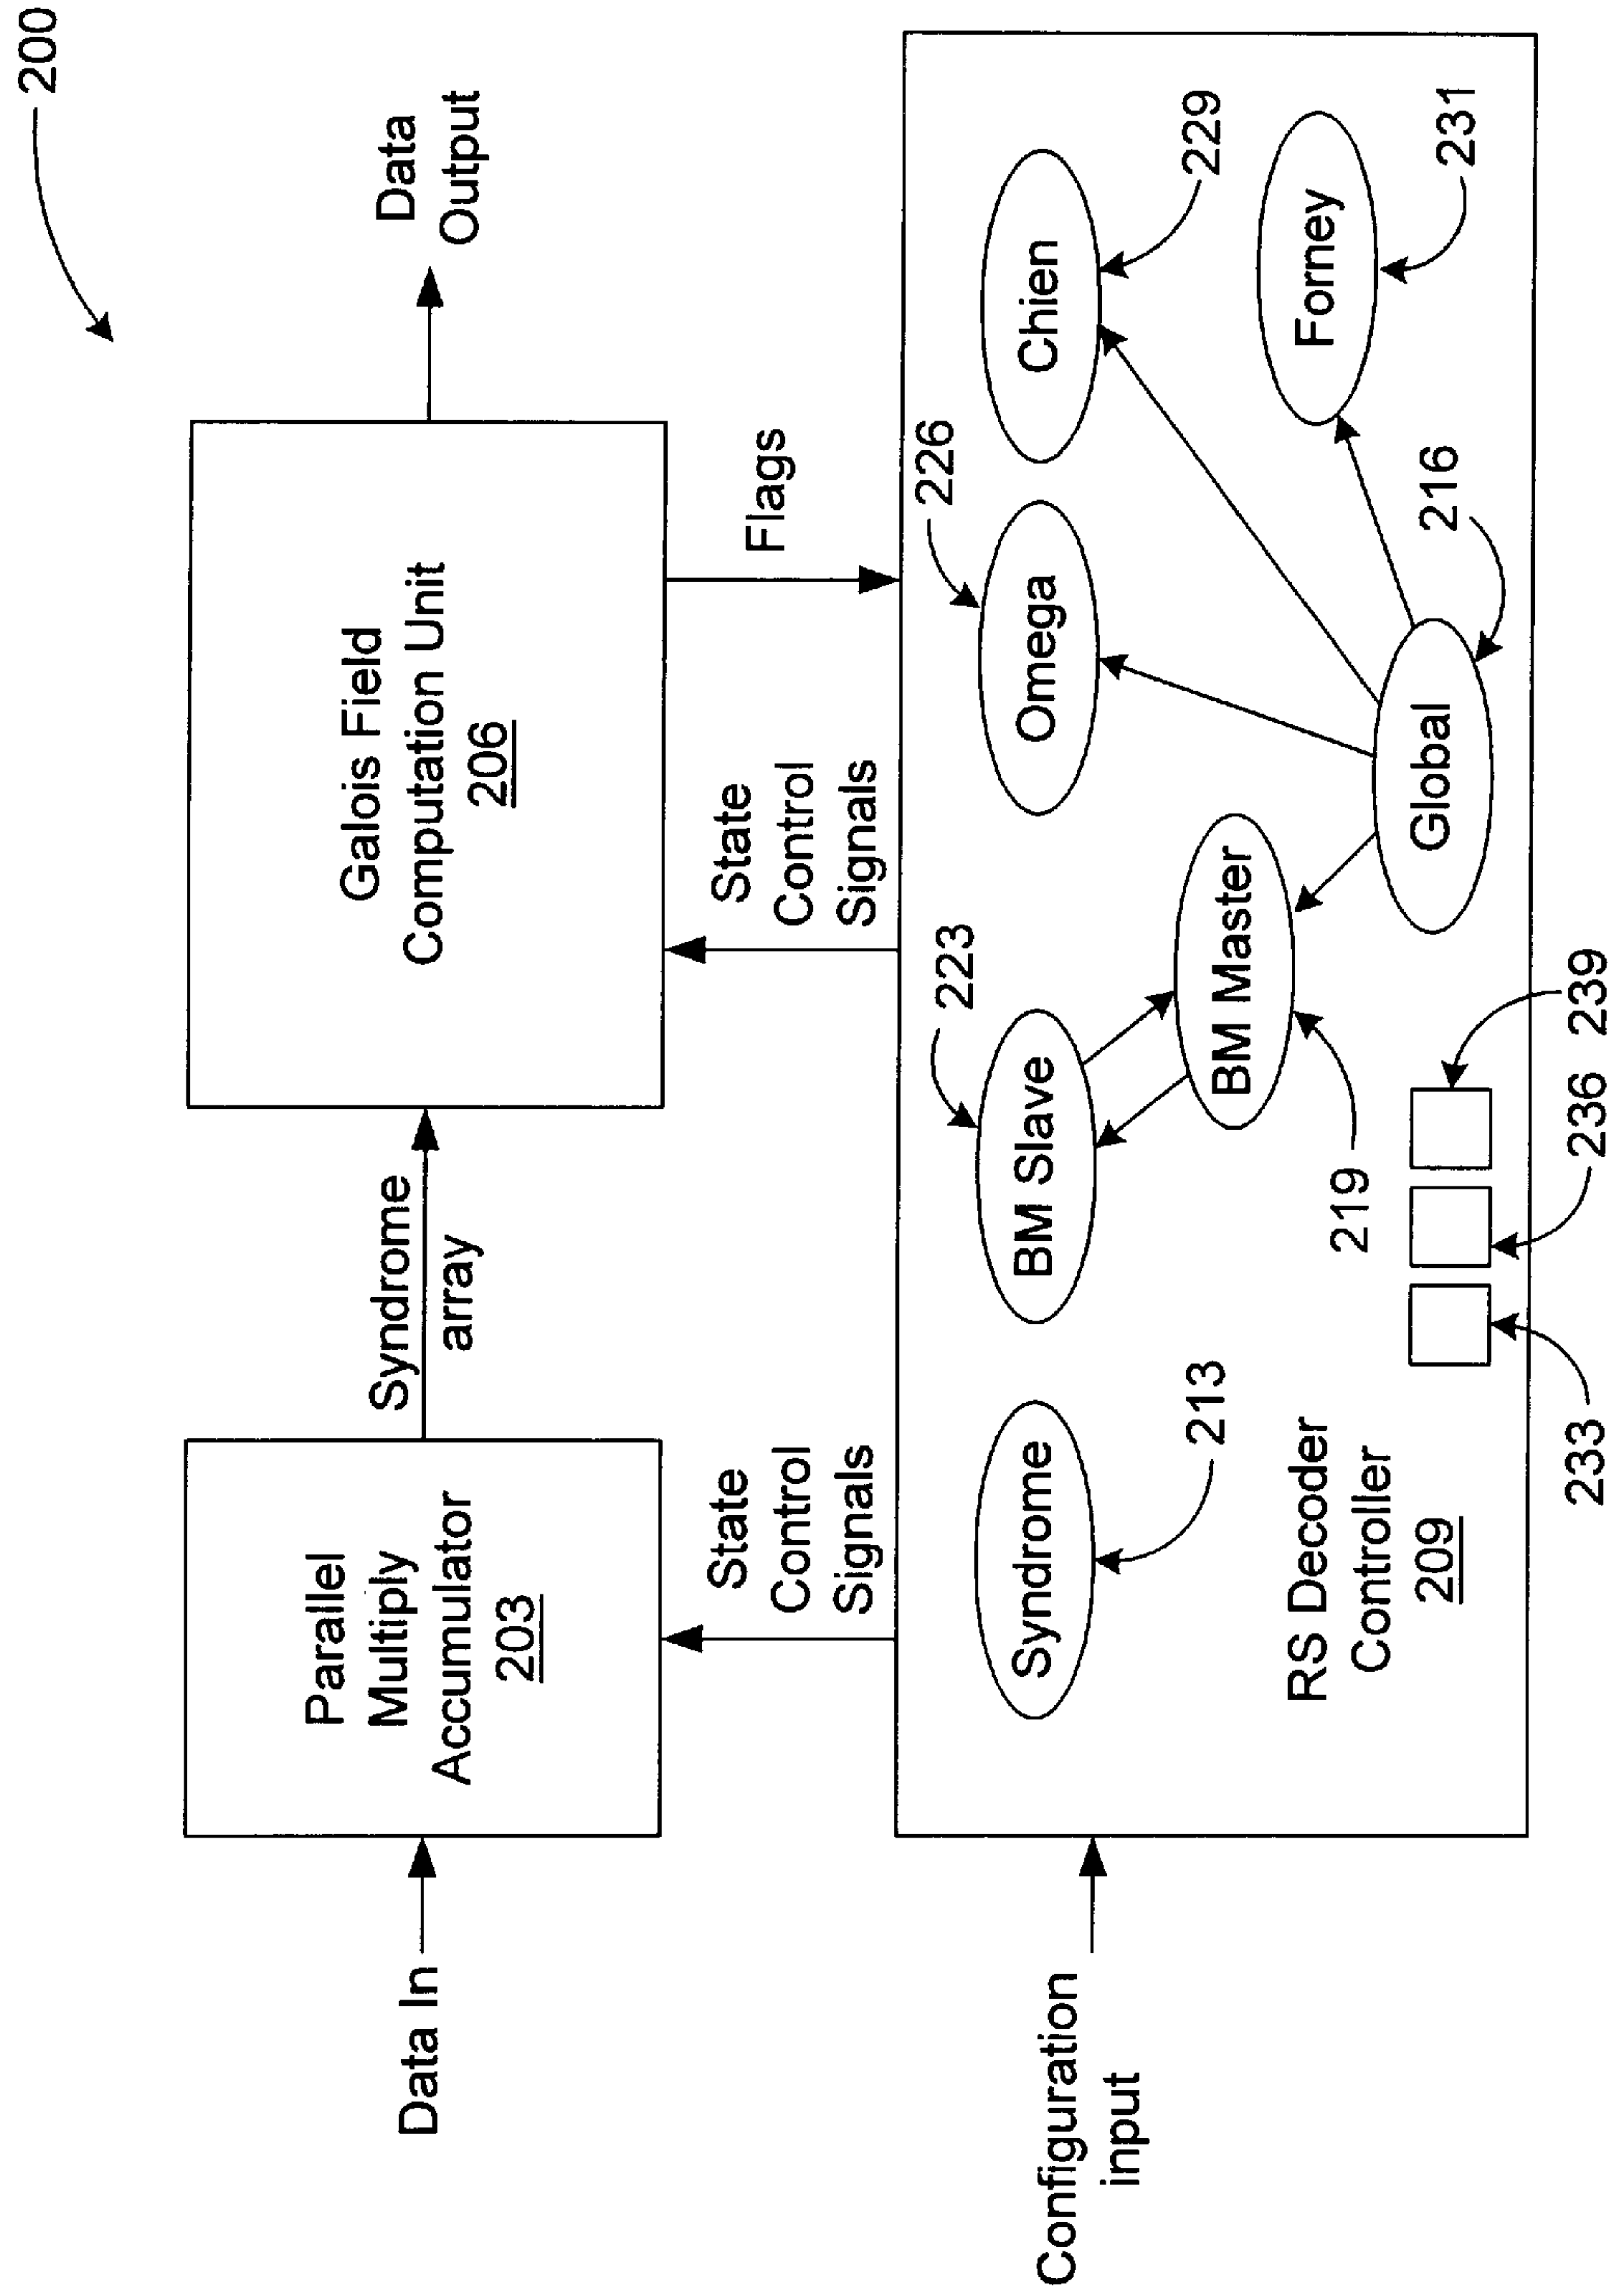 200
Data In
Parallel
Multiply
Accumulator
203
Syndrome
array
Galois Field
Computation Unit
206
Data
Output
State
Control
Signals
State
Control
Signals
Flags
Configuration
input
Syndrome
213
BM Slave
223
BM Master
219
Omega
226
Chien
229
Forney
231
Global
216
RS Decoder
Controller
209
233
236
239